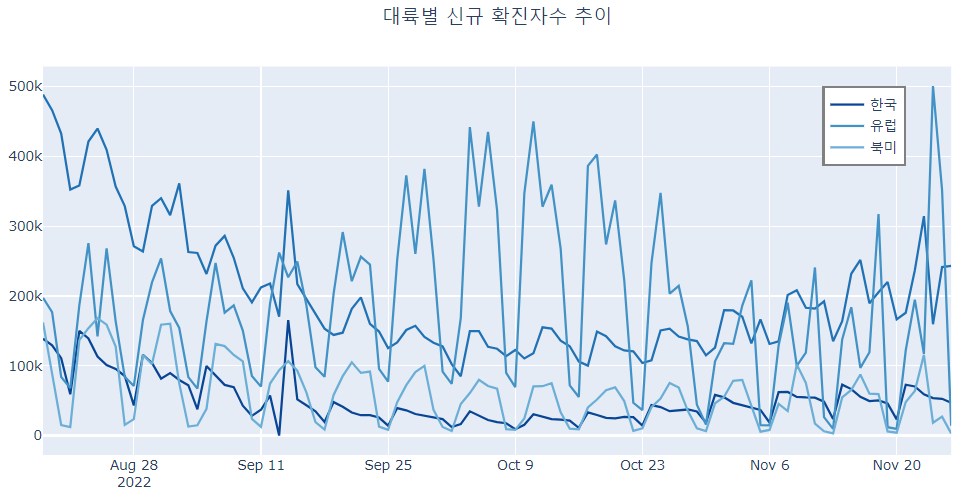 대륙별 신규 확진자수 추이
500k
400k
300k
200k
100k
0
한국
유럽
북미
Aug 28
2022
Sep 11
Sep 25
Oct 9
Oct 23
Nov 6
Nov 20